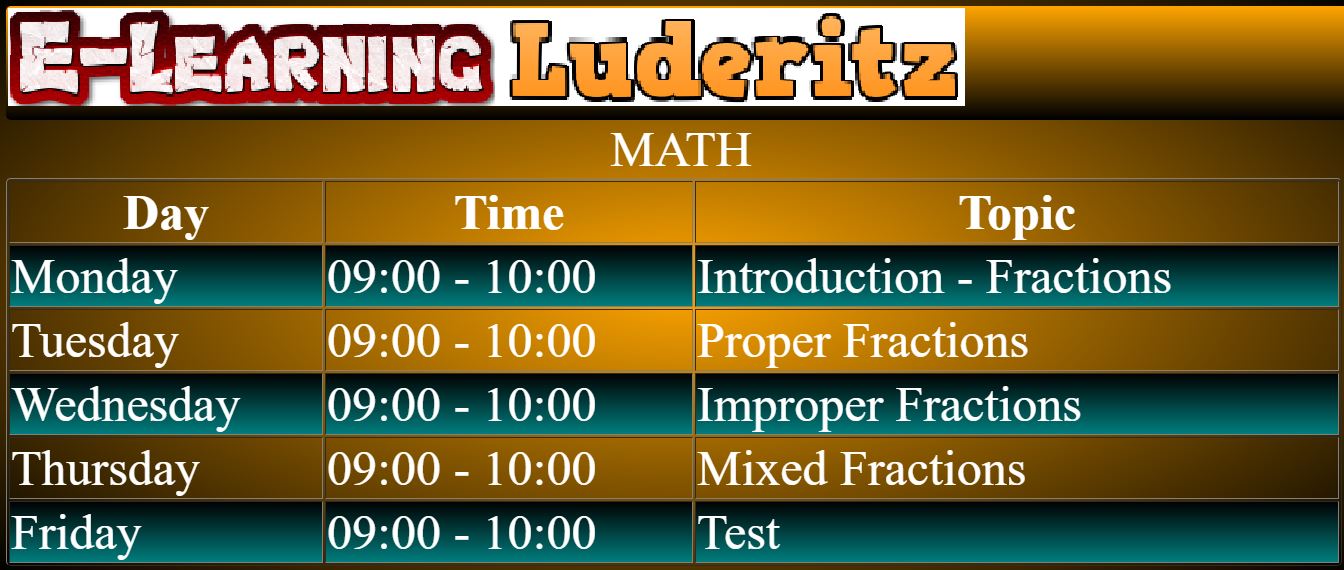 E-Learning Luderitz
MATH
Day Time Topic
Monday 09:00 - 10:00 Introduction - Fractions
Tuesday 09:00 - 10:00 Proper Fractions
Wednesday 09:00 - 10:00 Improper Fractions
Thursday 09:00 - 10:00 Mixed Fractions
Friday 09:00 - 10:00 Test